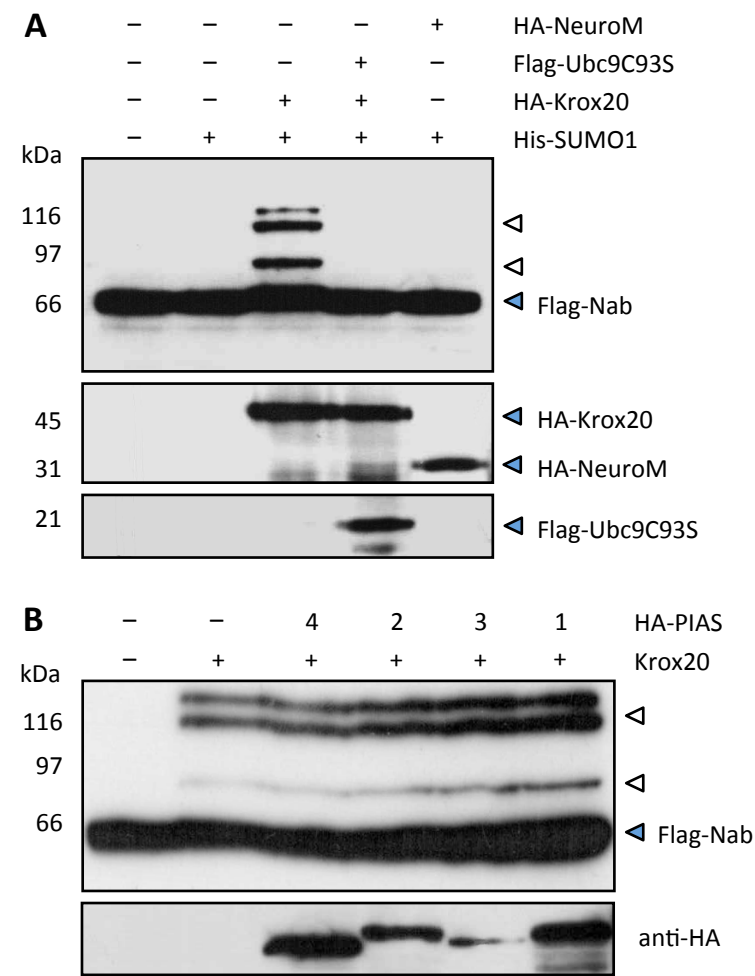 A
– – – – + HA-NeuroM
– – – + – Flag-Ubc9C93S
– – + + – HA-Krox20
– + + + + His-SUMO1
kDa
116
97
66 Flag-Nab
45 HA-Krox20
31 HA-NeuroM
21 Flag-Ubc9C93S
B
– – 4 2 3 1 HA-PIAS
– + + + + + Krox20
kDa
116
97
66 Flag-Nab
anti-HA